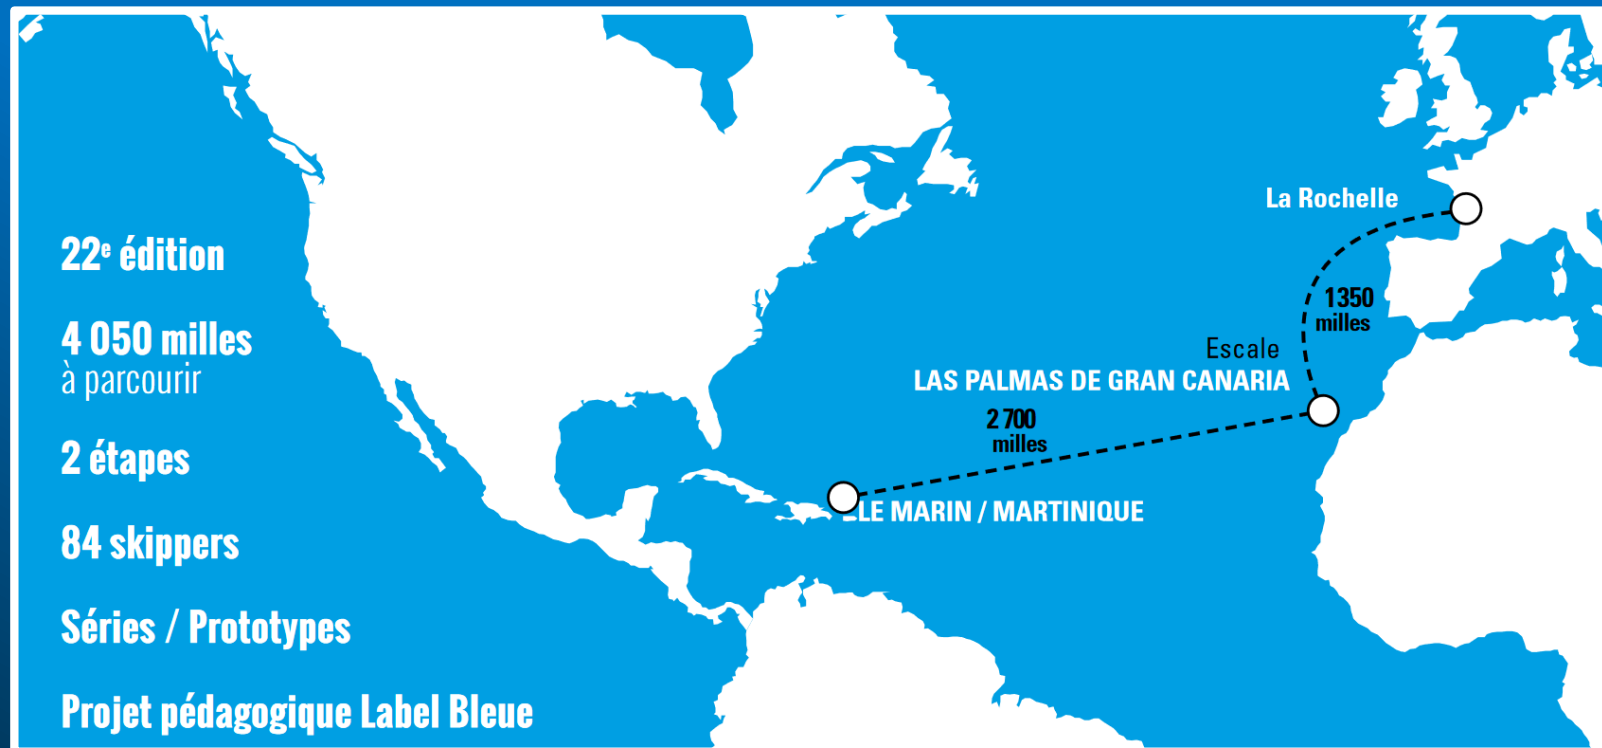 22e édition
4 050 milles
à parcourir
2 étapes
84 skippers
Séries / Prototypes
Projet pédagogique Label Bleue
La Rochelle
1350
milles
Escale
LAS PALMAS DE GRAN CANARIA
2 700
milles
LE MARIN / MARTINIQUE